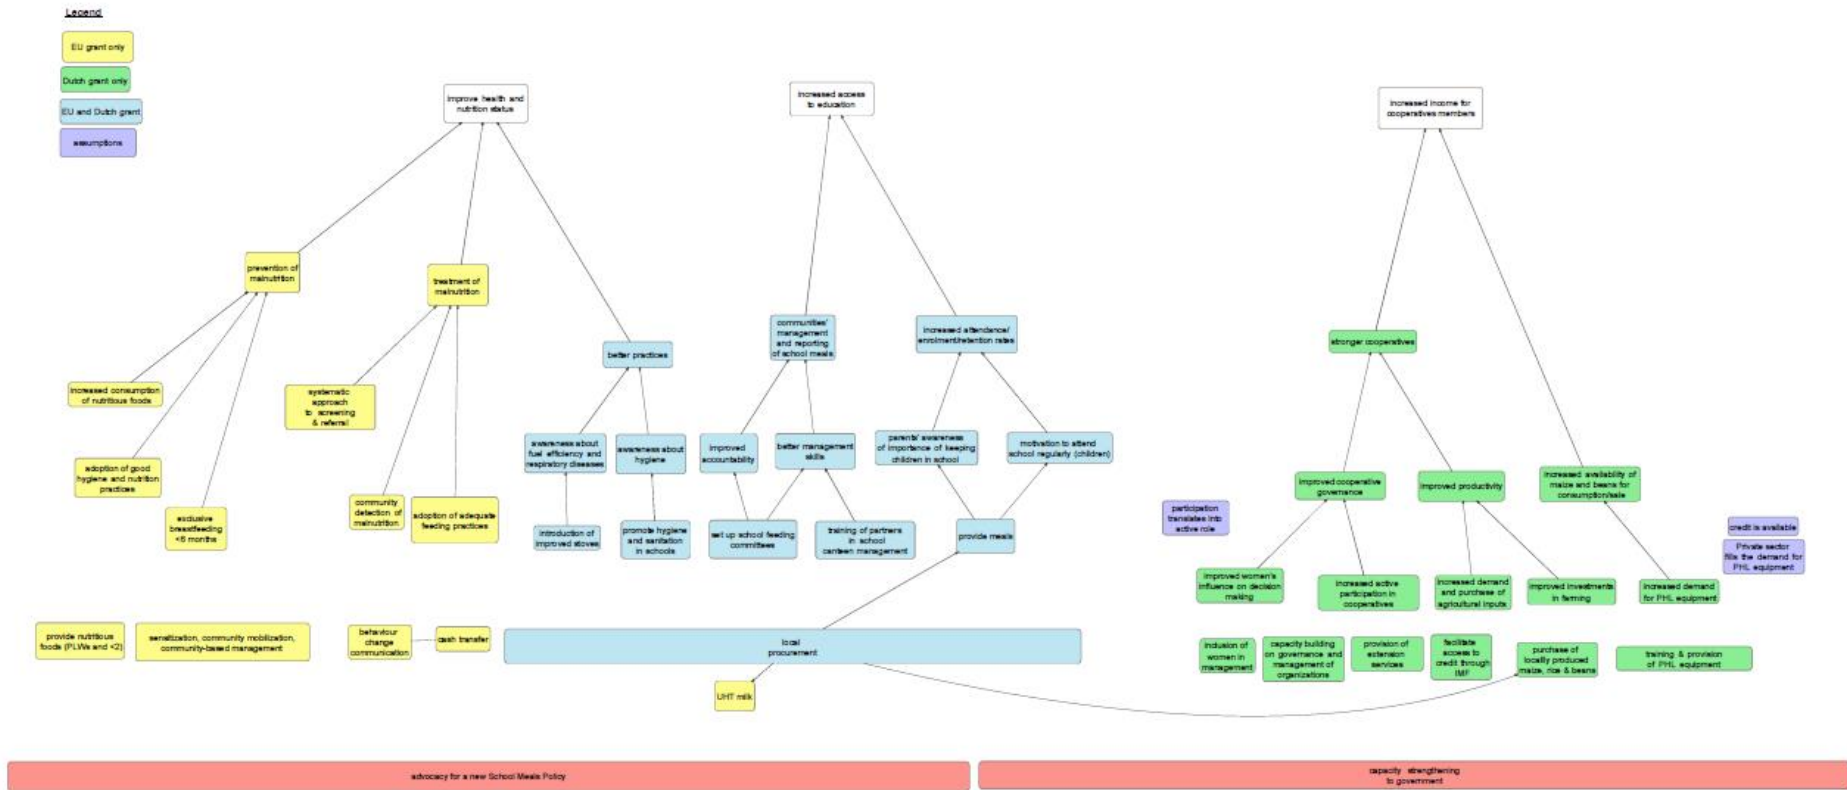 Legend
EU grant only
Dutch grant only
EU and Dutch grant
assumptions
improve health and
nutrition status
increased access
to education
increased income for
cooperatives members
prevention of
malnutrition
treatment of
malnutrition
better practices
communities'
management
and reporting
of school meals
increased attendance/
enrolment/retention rates
stronger cooperatives
increased consumption
of nutritious foods
systematic
approach
to screening
& referral
adoption of good
hygiene and nutrition
practices
exclusive
breastfeeding
<6 months
community
detection of
malnutrition
adoption of adequate
feeding practices
awareness about
fuel efficiency and
respiratory diseases
awareness about
hygiene
improved
accountability
better management
skills
parents' awareness
of importance of keeping
children in school
motivation to attend
school regularly (children)
introduction of
improved stoves
promote hygiene
and sanitation
in schools
set up school feeding
committees
training of partners
in school
canteen management
provide meals
improved cooperative
governance
improved productivity
increased availability of
maize and beans for
consumption/sale
participation
translates into
active role
credit is available
Private sector
fills the demand for
PHL equipment
improved women's
influence on decision
making
increased active
participation in
cooperatives
increased demand
and purchase of
agricultural inputs
improved investments
in farming
increased demand
for PHL equipment
provide nutritious
foods (PLWs and <2)
sensitization, community mobilization,
community-based management
behaviour
change
communication
cash transfer
local
procurement
UHT milk
inclusion of
women in
management
capacity building
on governance and
management of
organizations
provision of
extension
services
facilitate
access to
credit through
IMF
purchase of
locally produced
maize, rice & beans
training & provision
of PHL equipment
advocacy for a new School Meals Policy
capacity strengthening
to government